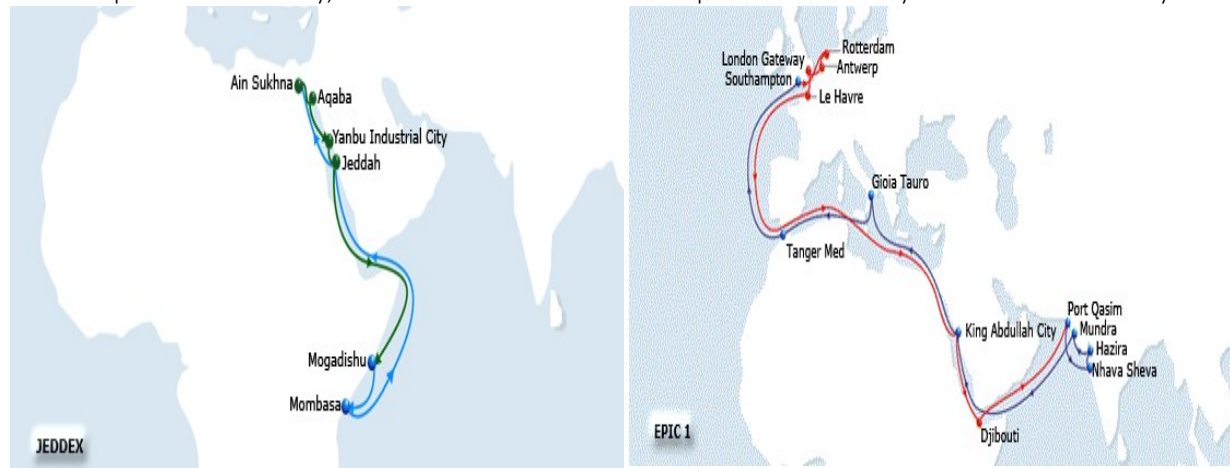 Ain Sukhna
Aqaba
Yanbu Industrial City
Jeddah
Mogadishu
Mombasa
JEDDEX
Rotterdam
London Gateway
Antwerp
Southampton
Le Havre
Gioia Tauro
Tanger Med
Port Qasim
Mundra
King Abdullah City
Hazira
Nhava Sheva
Djibouti
EPIC 1